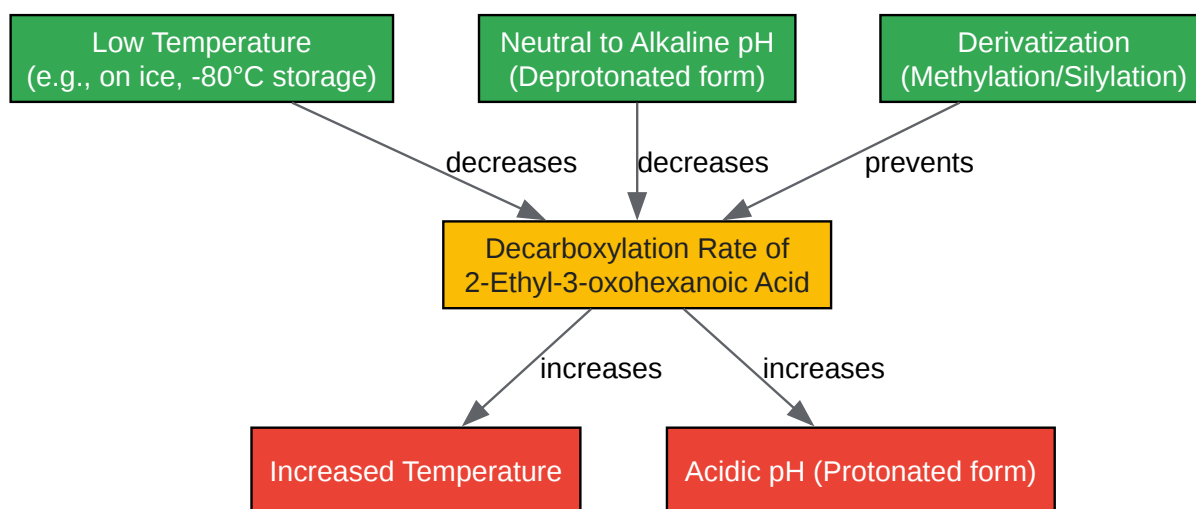 Low Temperature
(e.g., on ice, -80°C storage)
Neutral to Alkaline pH
(Deprotonated form)
Derivatization
(Methylation/Silylation)
decreases
decreases
prevents
Decarboxylation Rate of
2-Ethyl-3-oxohexanoic Acid
increases
increases
Increased Temperature
Acidic pH (Protonated form)